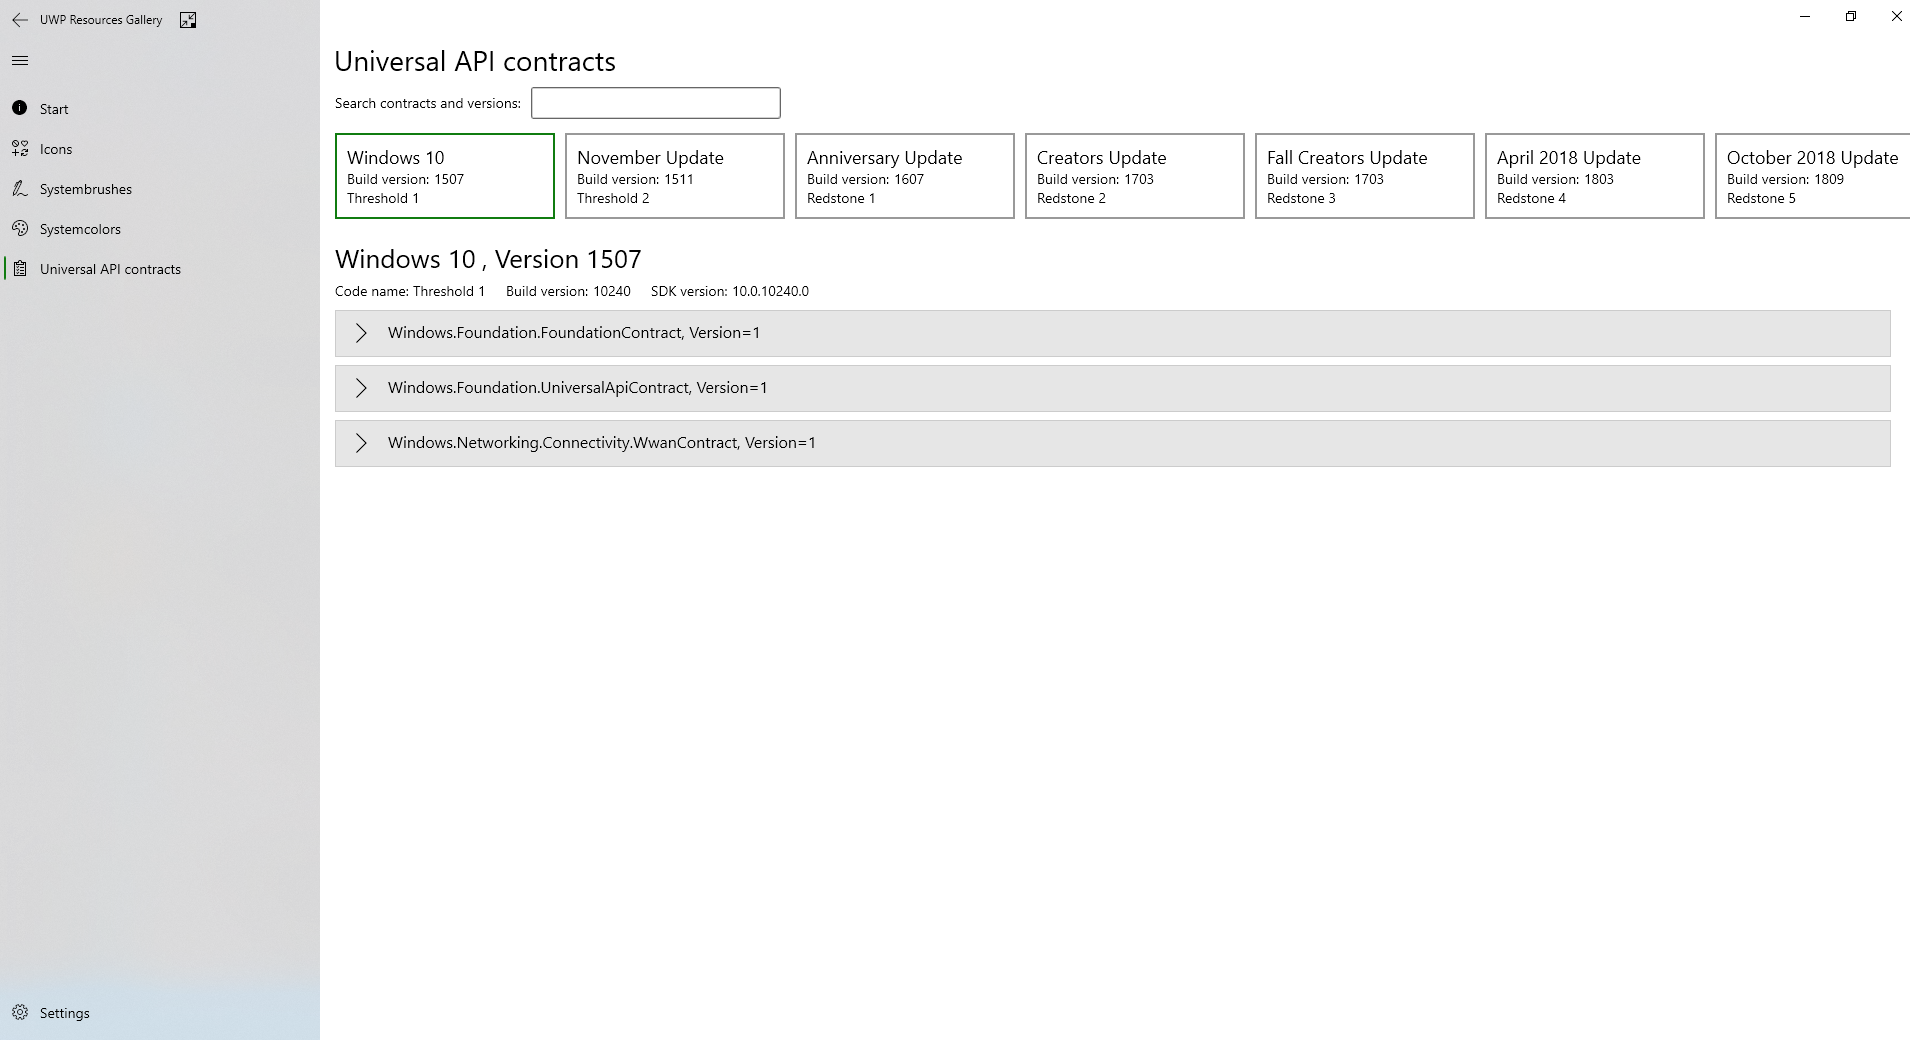 UWP Resources Gallery
Start
Icons
Systembrushes
Systemcolors
Universal API contracts
Settings
Universal API contracts
Search contracts and versions:
Windows 10
Build version: 1507
Threshold 1
November Update
Build version: 1511
Threshold 2
Anniversary Update
Build version: 1607
Redstone 1
Creators Update
Build version: 1703
Redstone 2
Fall Creators Update
Build version: 1703
Redstone 3
April 2018 Update
Build version: 1803
Redstone 4
October 2018 Update
Build version: 1809
Redstone 5
Windows 10 , Version 1507
Code name: Threshold 1 Build version: 10240 SDK version: 10.0.10240.0
Windows.Foundation.FoundationContract, Version=1
Windows.Foundation.UniversalApiContract, Version=1
Windows.Networking.Connectivity.WwanContract, Version=1